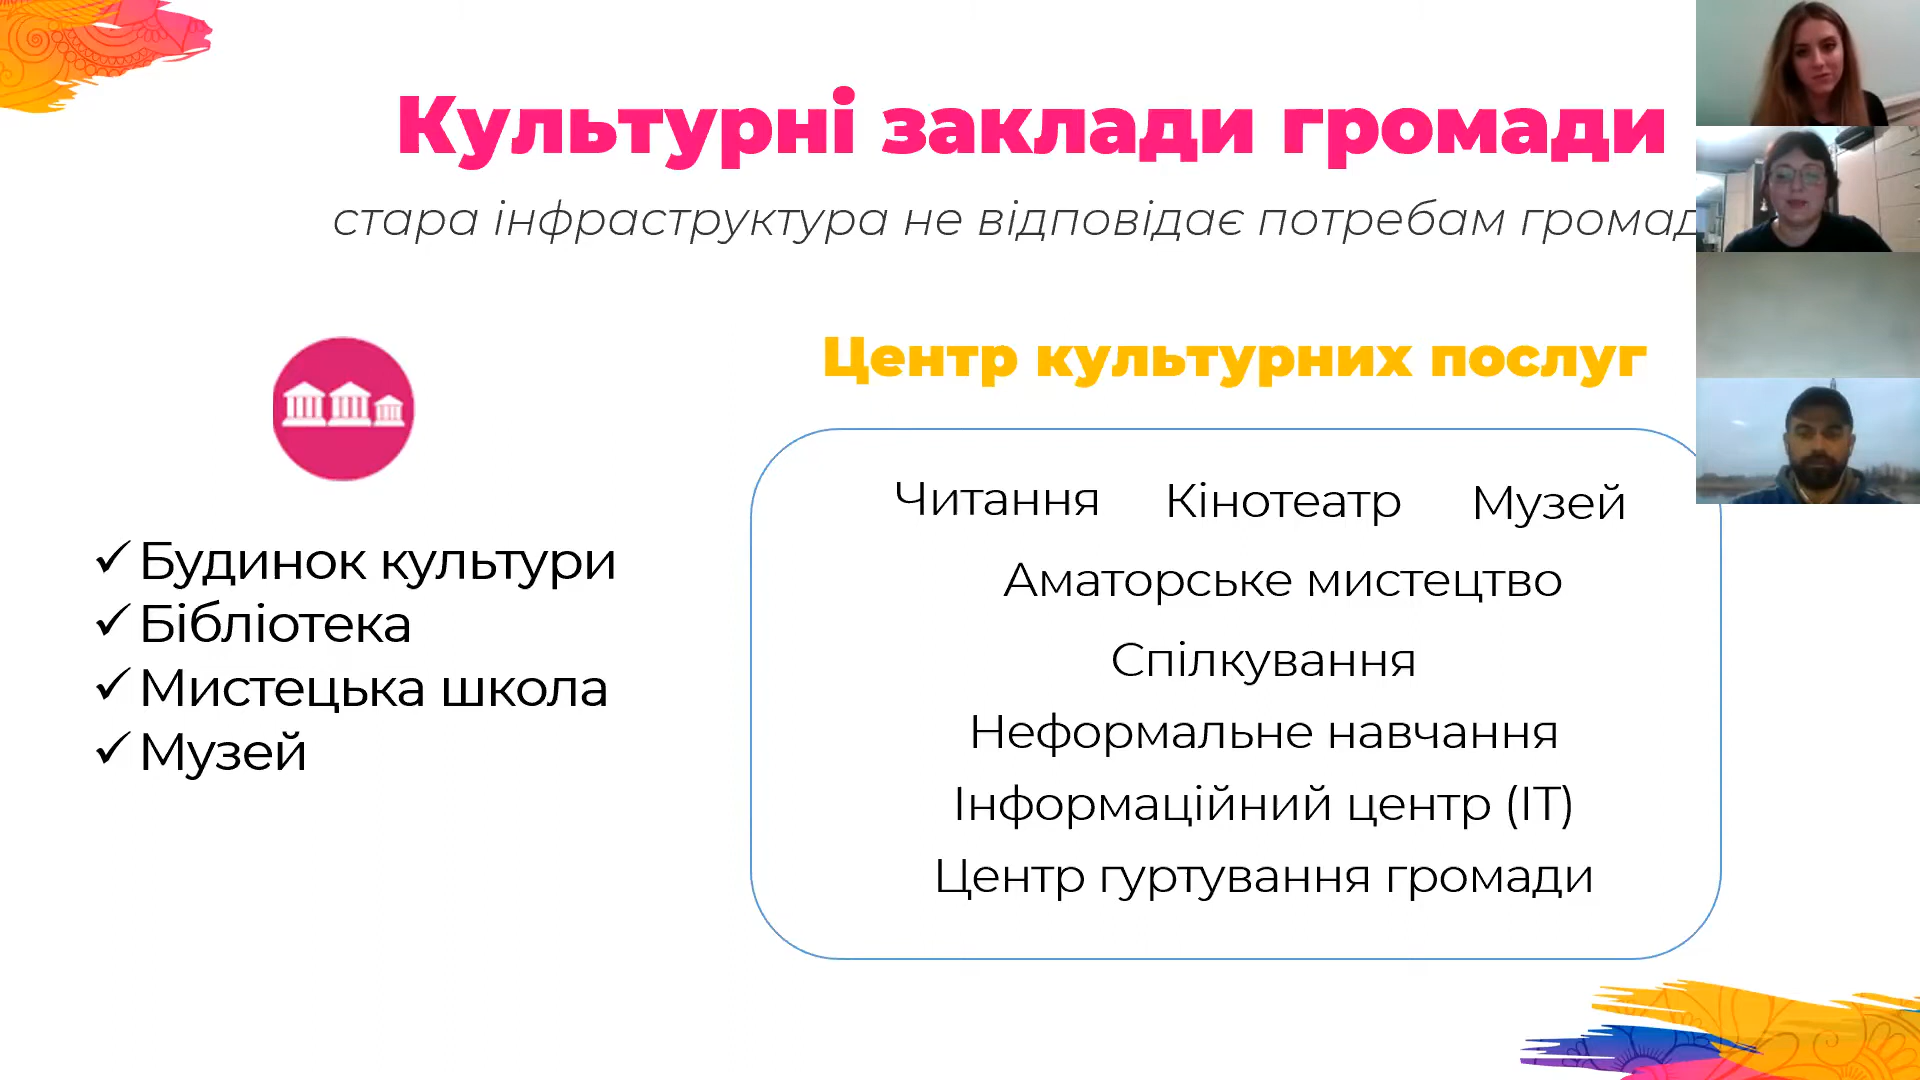 Культурні заклади громади
стара інфраструктура не відповідає потребам
Центр культурних послуг
✓ Будинок культури
✓ Бібліотека
✓ Мистецька школа
✓ Музей
Читання Кінотеатр Музей
Аматорське мистецтво
Спілкування
Неформальне навчання
Інформаційний центр (ІТ)
Центр гуртування громади